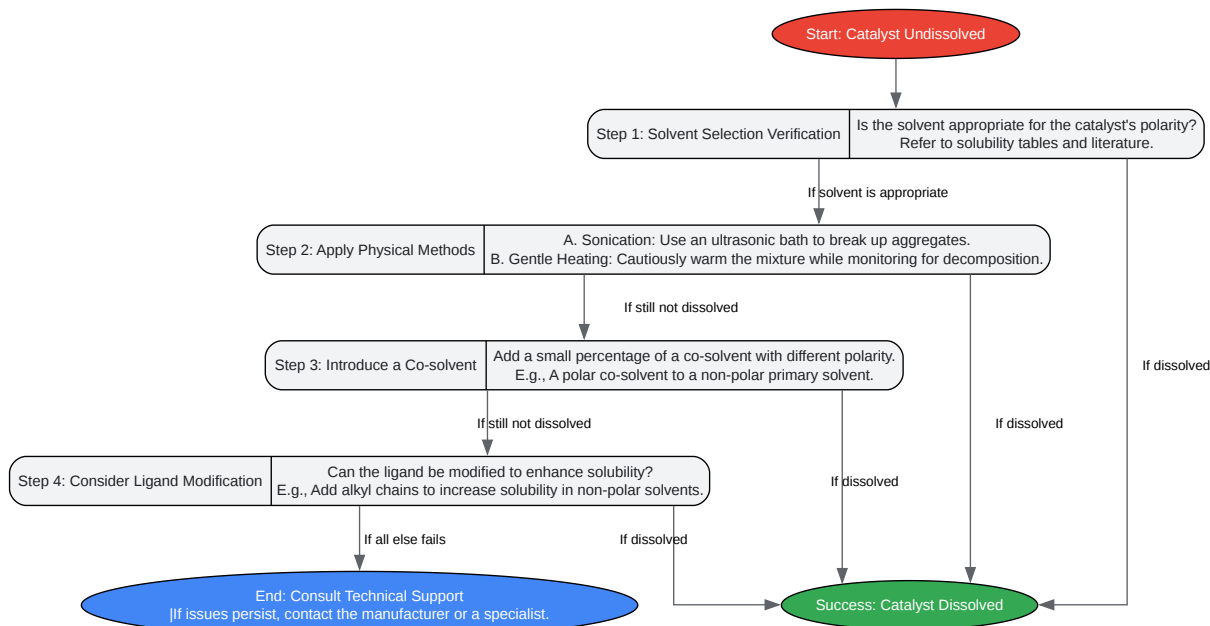 Start: Catalyst Undissolved
Step 1: Solvent Selection Verification
Is the solvent appropriate for the catalyst's polarity?
Refer to solubility tables and literature.
If solvent is appropriate
Step 2: Apply Physical Methods
A. Sonication: Use an ultrasonic bath to break up aggregates.
B. Gentle Heating: Cautiously warm the mixture while monitoring for decomposition.
If still not dissolved
Step 3: Introduce a Co-solvent
Add a small percentage of a co-solvent with different polarity.
E.g., A polar co-solvent to a non-polar primary solvent.
If dissolved
If still not dissolved
If dissolved
Step 4: Consider Ligand Modification
Can the ligand be modified to enhance solubility?
E.g., Add alkyl chains to increase solubility in non-polar solvents.
If dissolved
If all else fails
If dissolved
End: Consult Technical Support
|If issues persist, contact the manufacturer or a specialist.
Success: Catalyst Dissolved